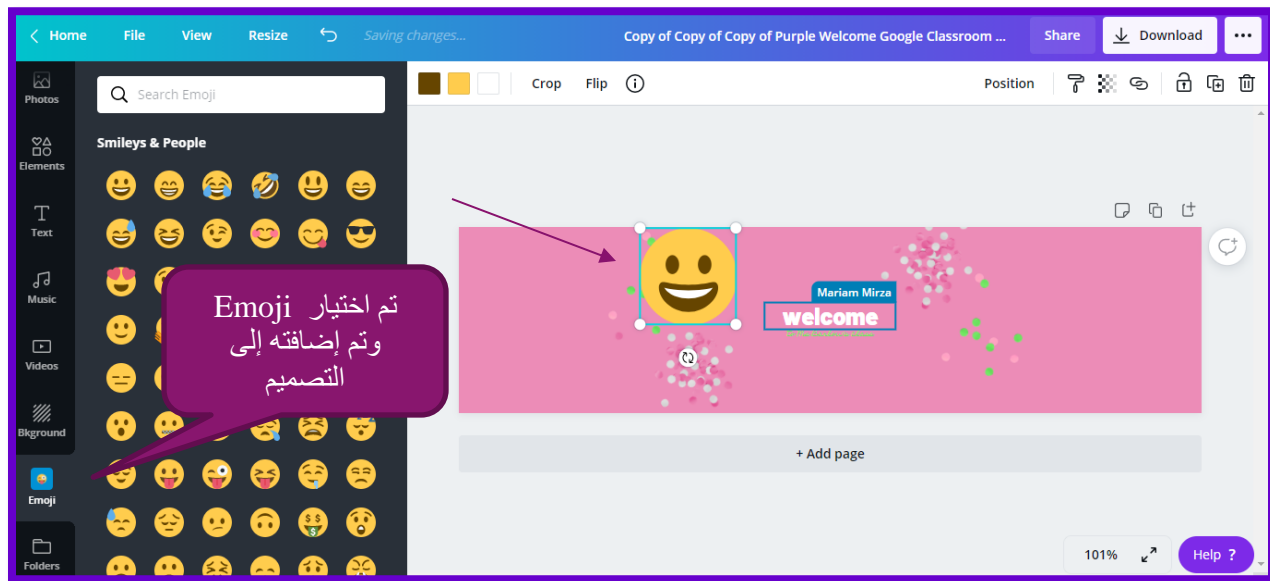 Home File View Resize Saving changes... Copy of Copy of Copy of Purple Welcome Google Classroom ... Share Download
Photos
Search Emoji
Crop Flip Position
Smileys & People
Elements
Text
Music
Videos
Bkground
Emoji
Folders
تم اختيار Emoji
وتم إضافته إلى
التصميم
Mariam Mirza
welcome
+ Add page
101% Help ?